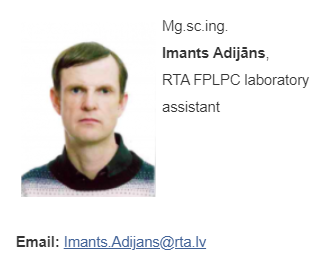 Mg.sc.ing.
Imants Adijāns,
RTA FPLPC laboratory
assistant
Email: Imants.Adijans@rta.lv